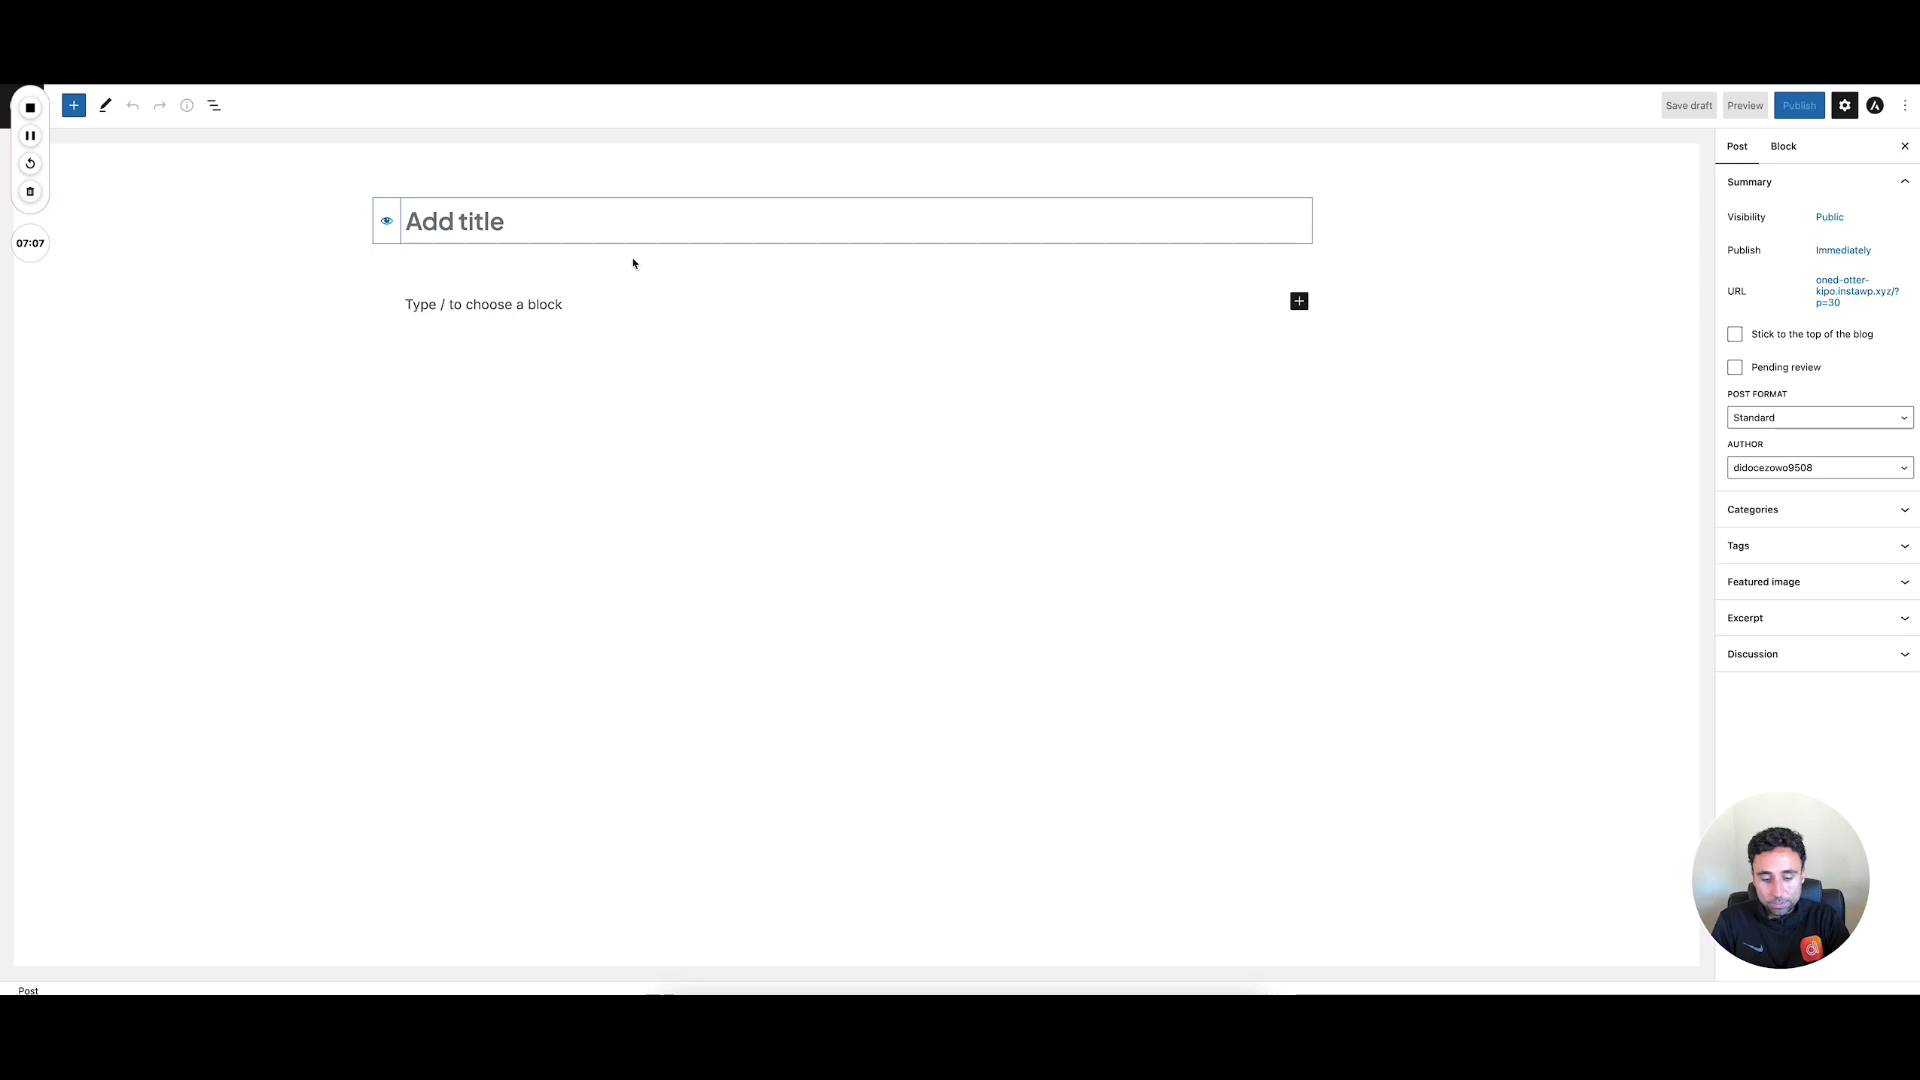 Save draft
Preview
Publish
Post
Block
Summary
Visibility
Public
Publish
Immediately
URL
oned-otter-
kipo.instawp.xyz/?
p=30
Stick to the top of the blog
Pending review
POST FORMAT
Standard
AUTHOR
didocezowo9508
Categories
Tags
Featured image
Excerpt
Discussion
07:07
Add title
Type / to choose a block
Post